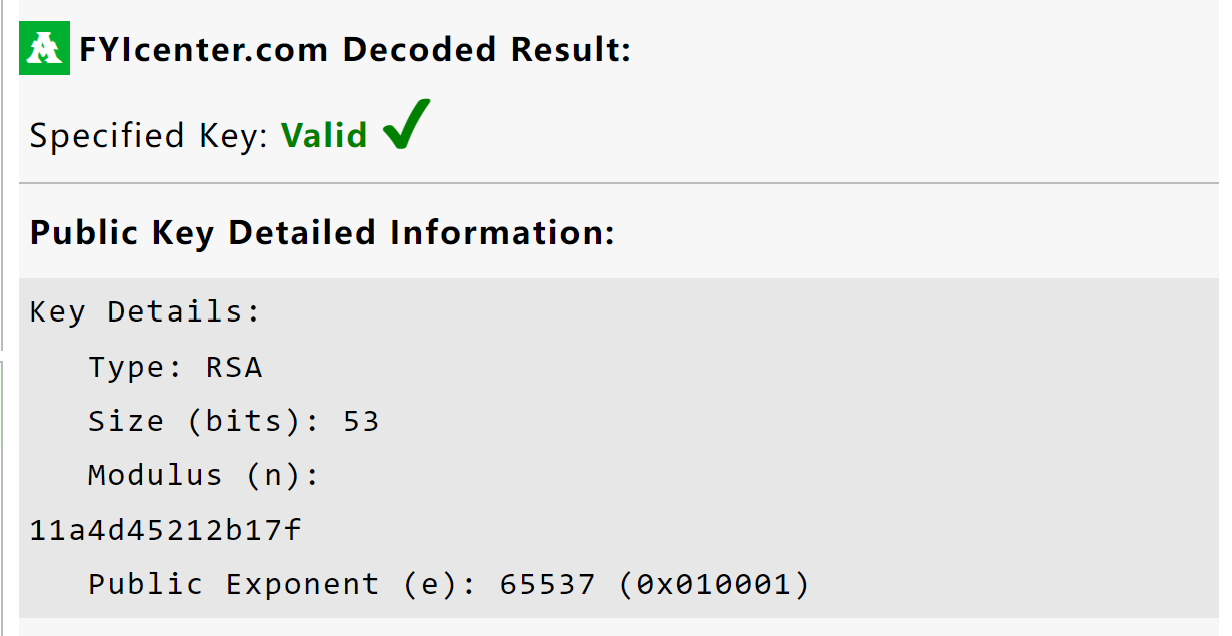 FYIcenter.com Decoded Result:
Specified Key: Valid
Public Key Detailed Information:
Key Details:
Type: RSA
Size (bits): 53
Modulus (n):
11a4d45212b17f
Public Exponent (e): 65537 (0x010001)